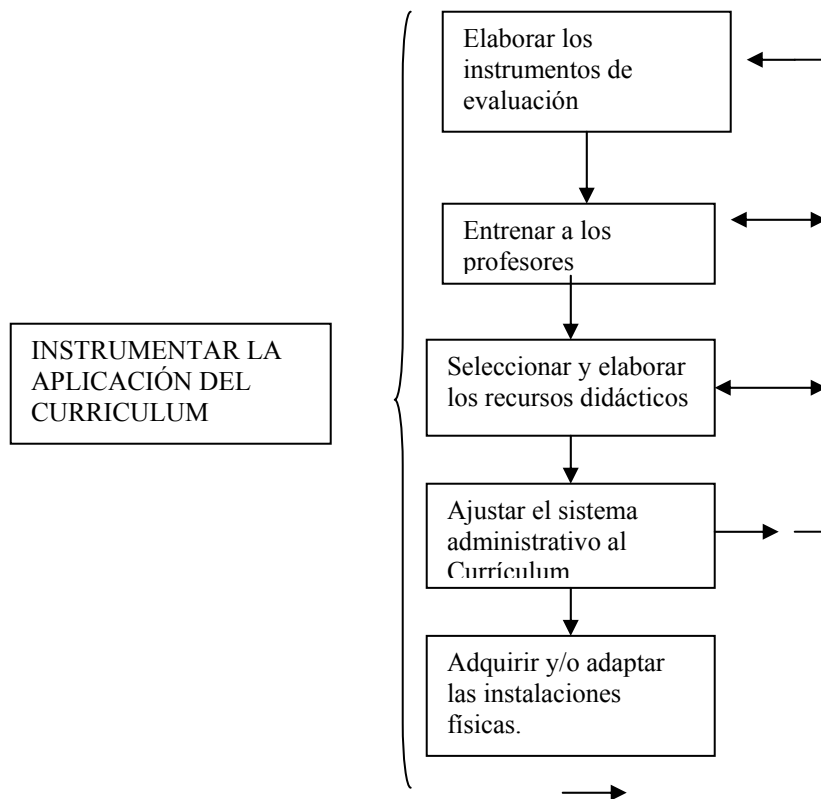 Elaborar los
instrumentos de
evaluación
Entrenar a los
profesores
INSTRUMENTAR LA
APLICACIÓN DEL
CURRICULUM
Seleccionar y elaborar
los recursos didácticos
Ajustar el sistema
administrativo al
Currículum
Adquirir y/o adaptar
las instalaciones
físicas.